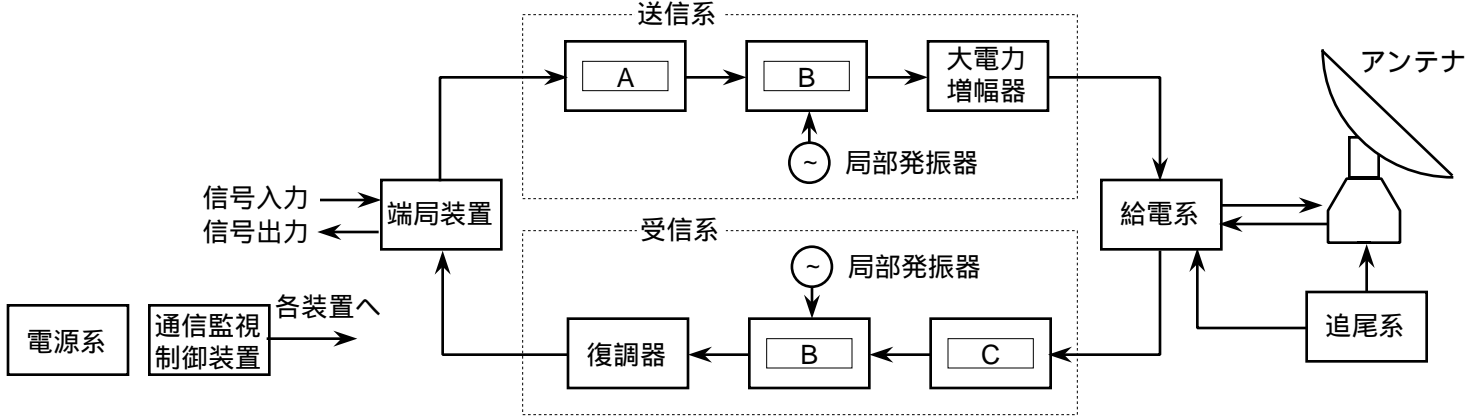 送信系
A
B
大電力
増幅器
アンテナ
~
局部発振器
信号入力
信号出力
端局装置
給電系
受信系
~
局部発振器
各装置へ
電源系
通信監視
制御装置
復調器
B
C
追尾系